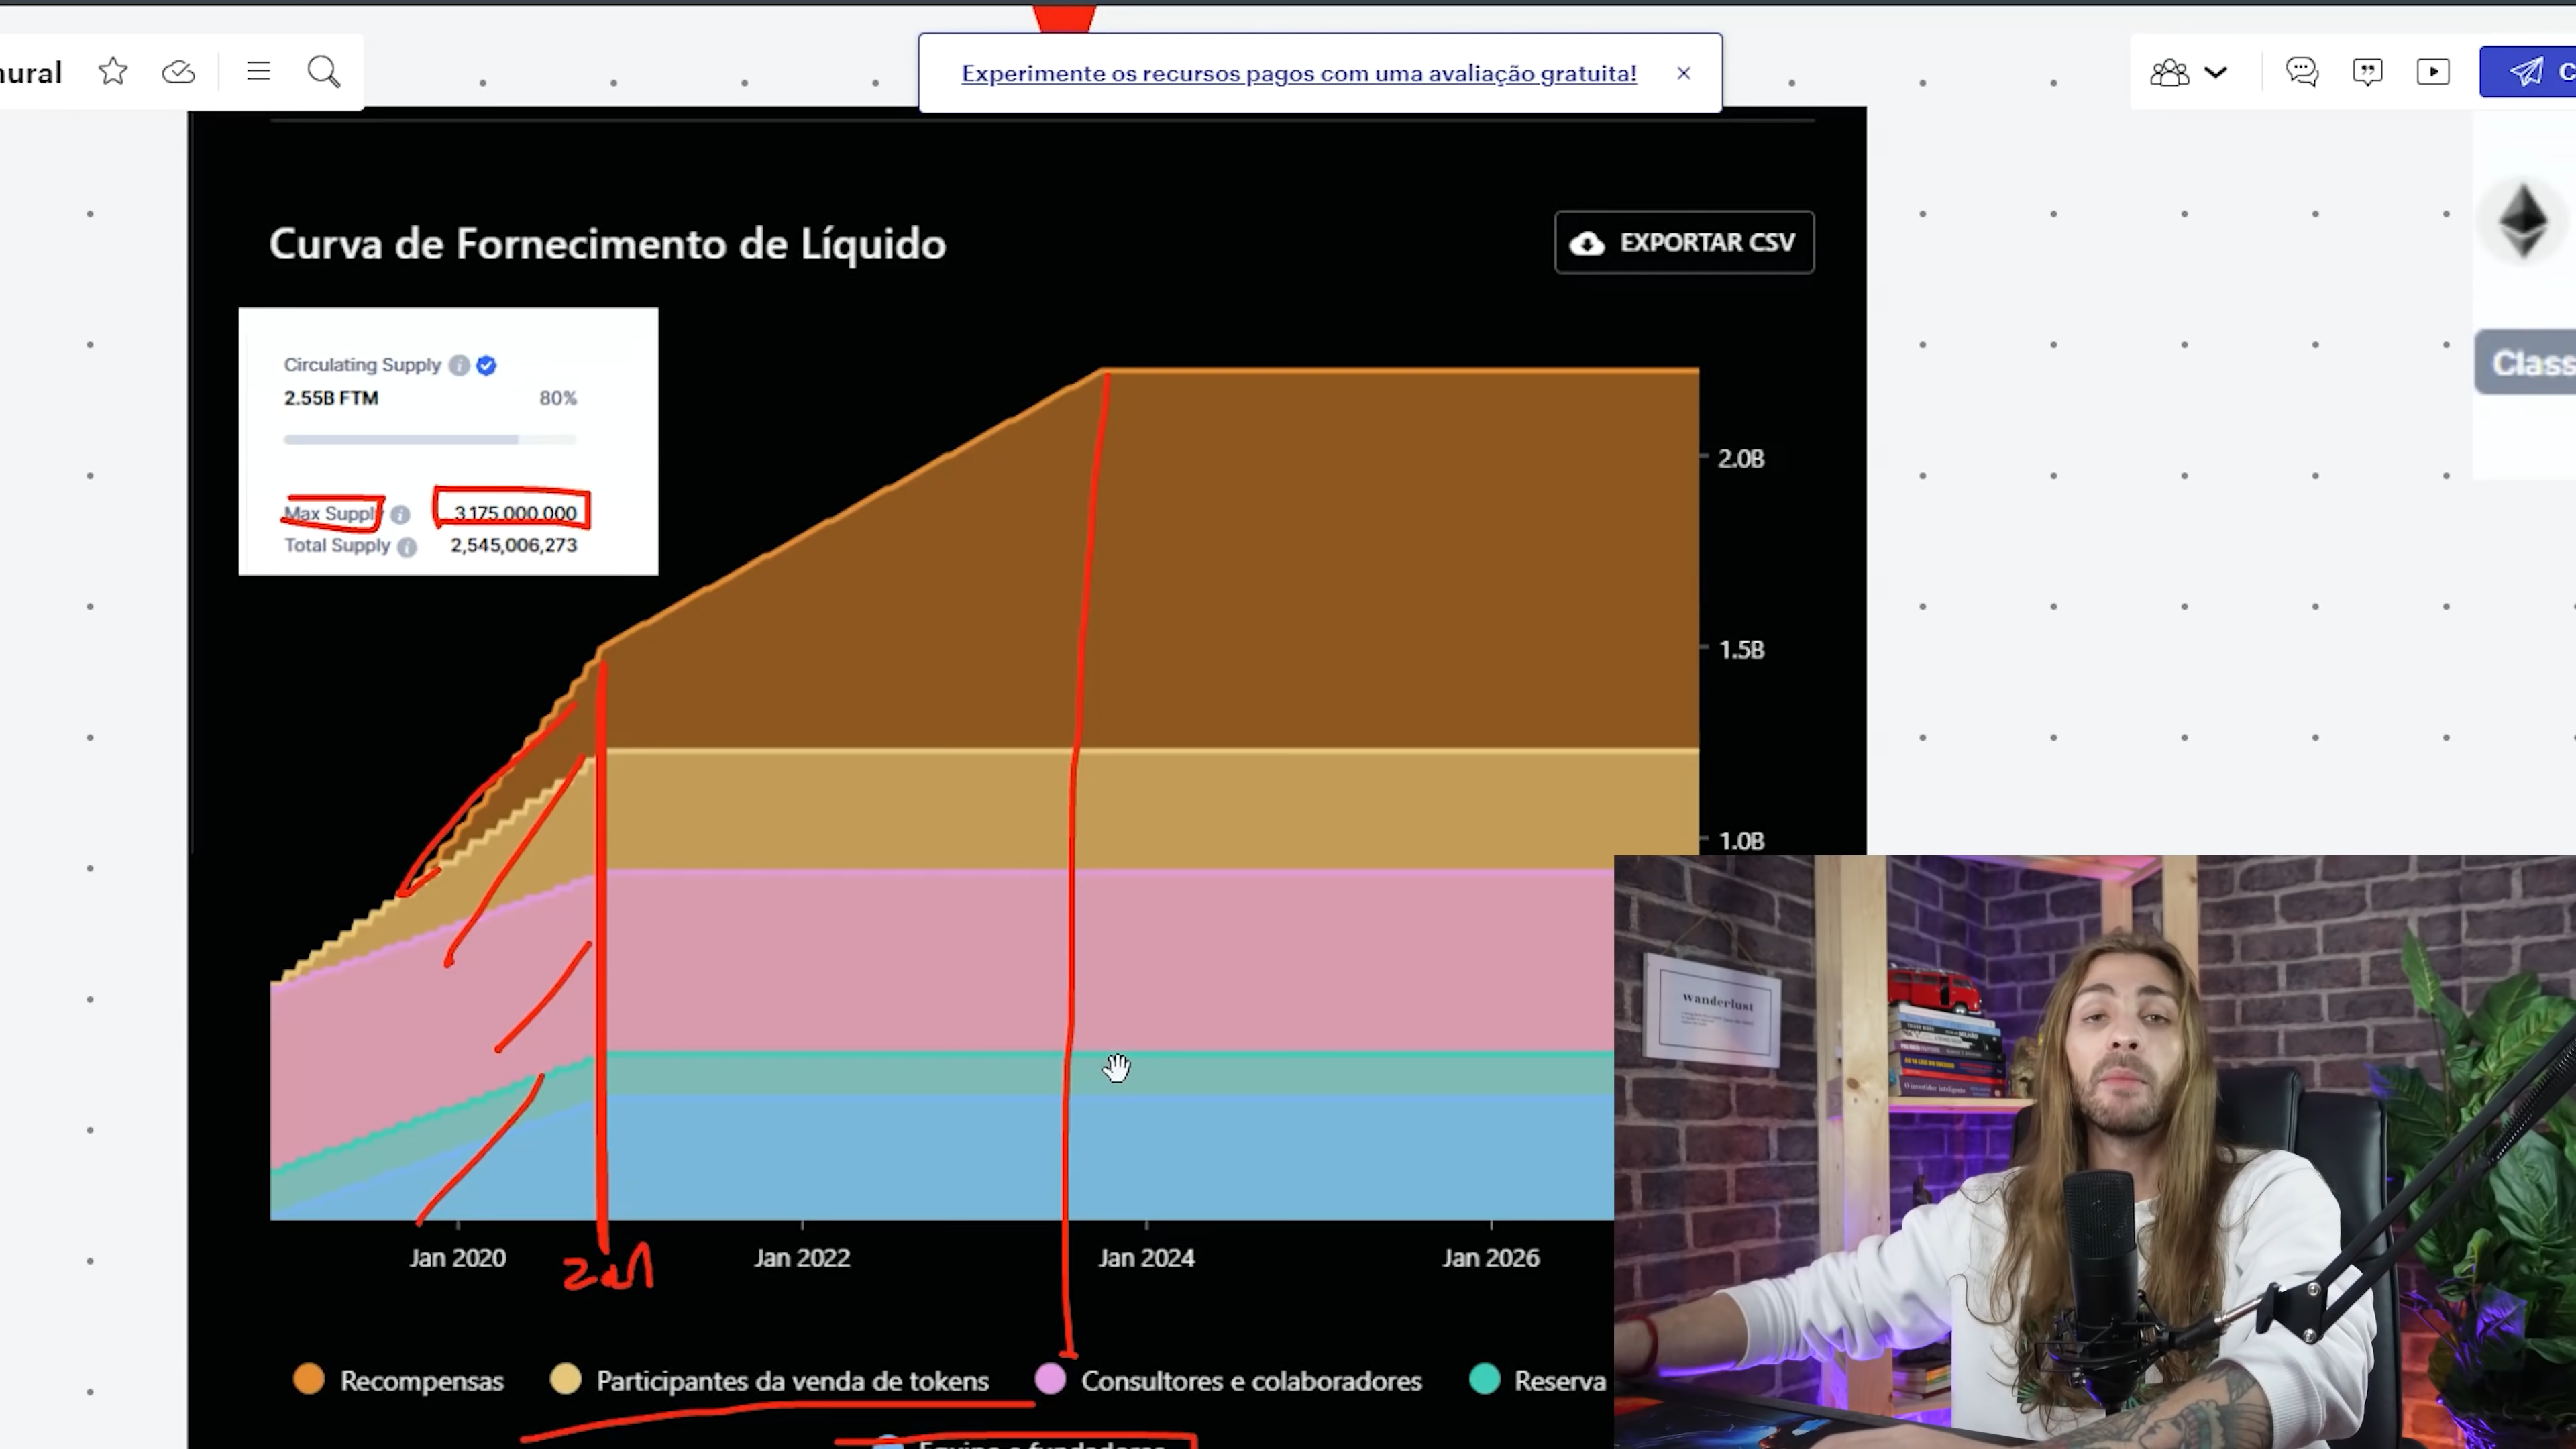 ural
Experimente os recursos pagos com uma avaliação gratuita!
C
Curva de Fornecimento de Líquido
EXPORTAR CSV
Circulating Supply
2.55B FTM 80%
Max Supply 3,175,000,000
Total Supply 2,545,006,273
Class
2.0B
1.5B
1.0B
wanderlust
Jan 2020 Jan 2022 Jan 2024 Jan 2026
Recompensas Participantes da venda de tokens Consultores e colaboradores Reserva
Equipe e fundadores